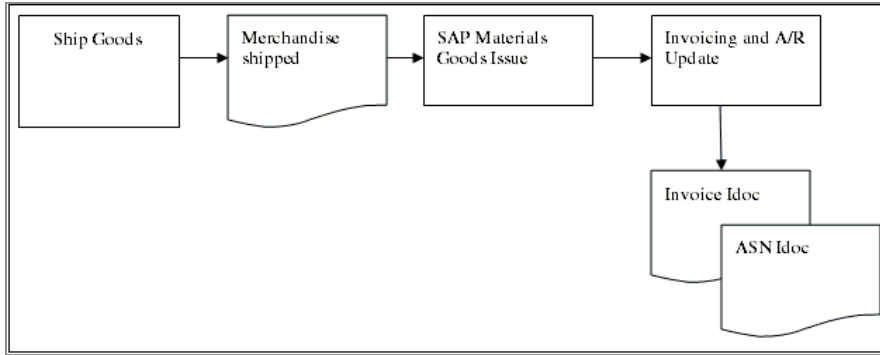 Ship Goods
Merchandise
shipped
SAP Materials
Goods Issue
Invoicing and A/R
Update
Invoice Idoc
ASN Idoc